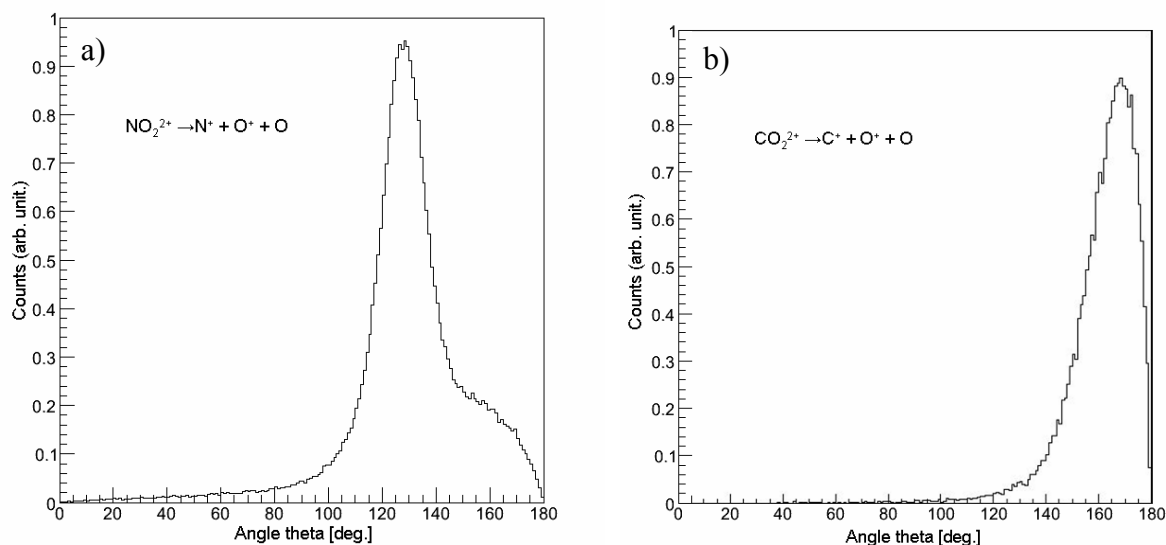 a)
NO₂²⁺ →N⁺ + O⁺ + O
Counts (arb. unit.)
1
0.9
0.8
0.7
0.6
0.5
0.4
0.3
0.2
0.1
0
0 20 40 60 80 100 120 140 160 180
Angle theta [deg.]
b)
CO₂²⁺ →C⁺ + O⁺ + O
Counts (arb. unit.)
1
0.9
0.8
0.7
0.6
0.5
0.4
0.3
0.2
0.1
0
0 20 40 60 80 100 120 140 160 180
Angle theta [deg.]